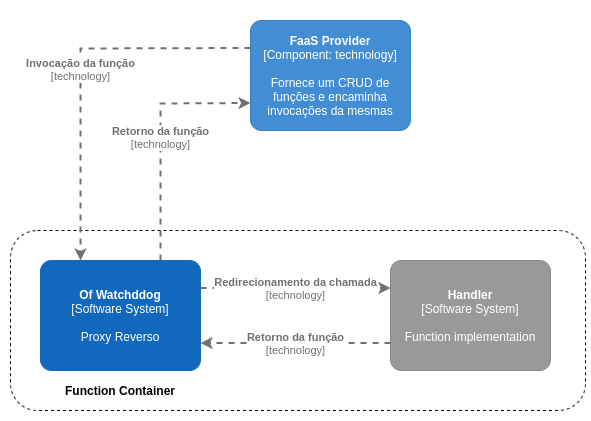 FaaS Provider
[Component: technology]
Fornece um CRUD de
funções e encaminha
invocações da mesmas
Invocação da função
[technology]
Retorno da função
[technology]
Of Watchddog
[Software System]
Proxy Reverso
Redirecionamento da chamada
[technology]
Retorno da função
[technology]
Handler
[Software System]
Function implementation
Function Container